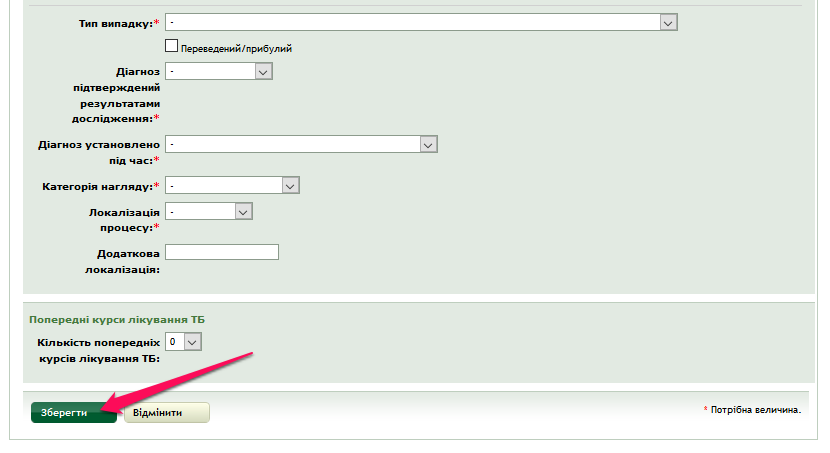 Тип випадку:* -
Переведений/прибулий
Діагноз -
підтверджений
результатами
дослідження:*
Діагноз установлено -
під час:*
Категорія нагляду:* -
Локалізація -
процесу:*
Додаткова
локалізація:
Попередні курси лікування ТБ
Кількість попередніх 0
курсів лікування ТБ:
Зберегти Відмінити * Потрібна величина.